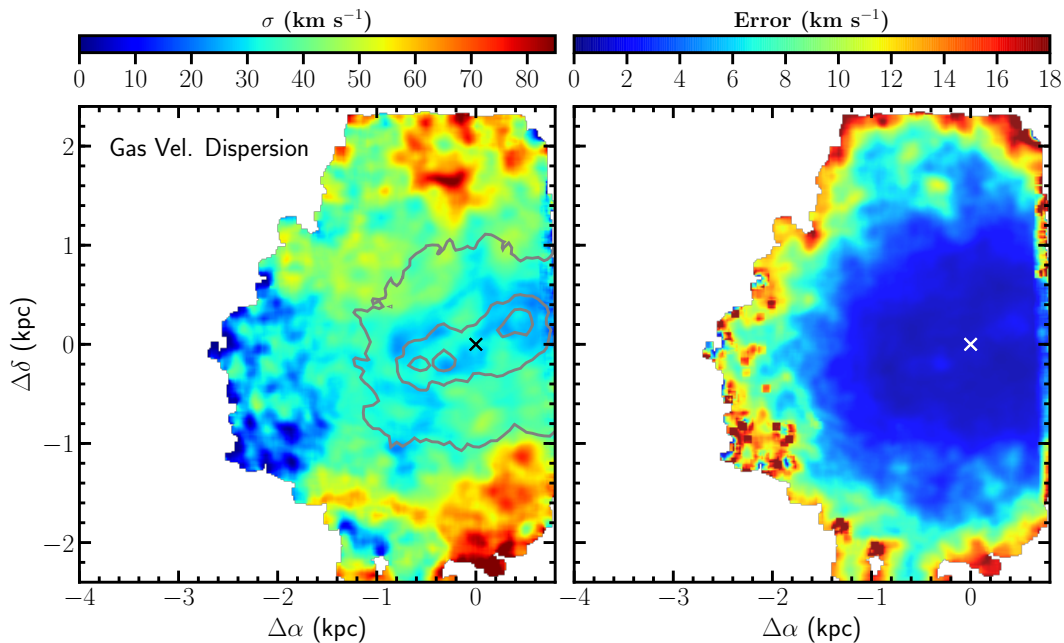 σ (km s⁻¹)
Error (km s⁻¹)
0 10 20 30 40 50 60 70 80
0 2 4 6 8 10 12 14 16 18
Gas Vel. Dispersion
2
1
0
−1
−2
Δδ (kpc)
−4 −3 −2 −1 0
−4 −3 −2 −1 0
Δα (kpc)
Δα (kpc)